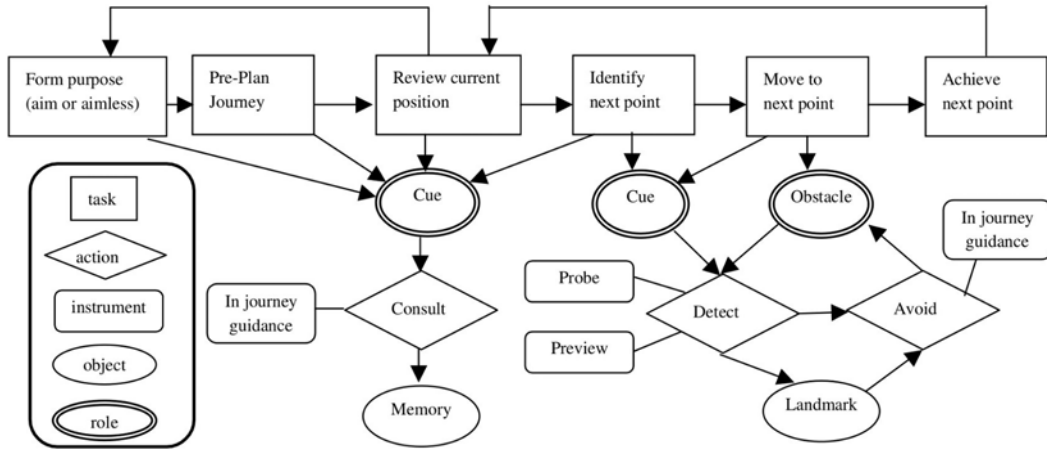 Form purpose
(aim or aimless)
Pre-Plan
Journey
Review current
position
Identify
next point
Move to
next point
Achieve
next point
task
action
instrument
object
role
Cue
Cue
Obstacle
In journey
guidance
In journey
guidance
Consult
Probe
Preview
Detect
Avoid
Memory
Landmark